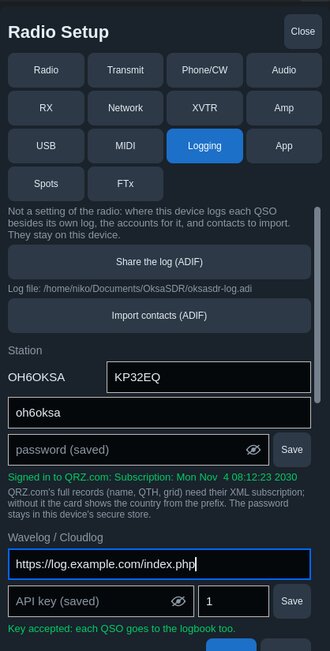 Radio Setup
Close
Radio
Transmit
Phone/CW
Audio
RX
Network
XVTR
Amp
USB
MIDI
Logging
App
Spots
FTx
Not a setting of the radio: where this device logs each QSO
besides its own log, the accounts for it, and contacts to import.
They stay on this device.
Share the log (ADIF)
Log file: /home/niko/Documents/OksaSDR/oksasdr-log.adi
Import contacts (ADIF)
Station
OH6OKSA
KP32EQ
oh6oksa
password (saved)
Save
Signed in to QRZ.com: Subscription: Mon Nov  4 08:12:23 2030
QRZ.com's full records (name, QTH, grid) need their XML subscription;
without it the card shows the country from the prefix. The password
stays in this device's secure store.
Wavelog / Cloudlog
https://log.example.com/index.php
API key (saved)
1
Save
Key accepted: each QSO goes to the logbook too.